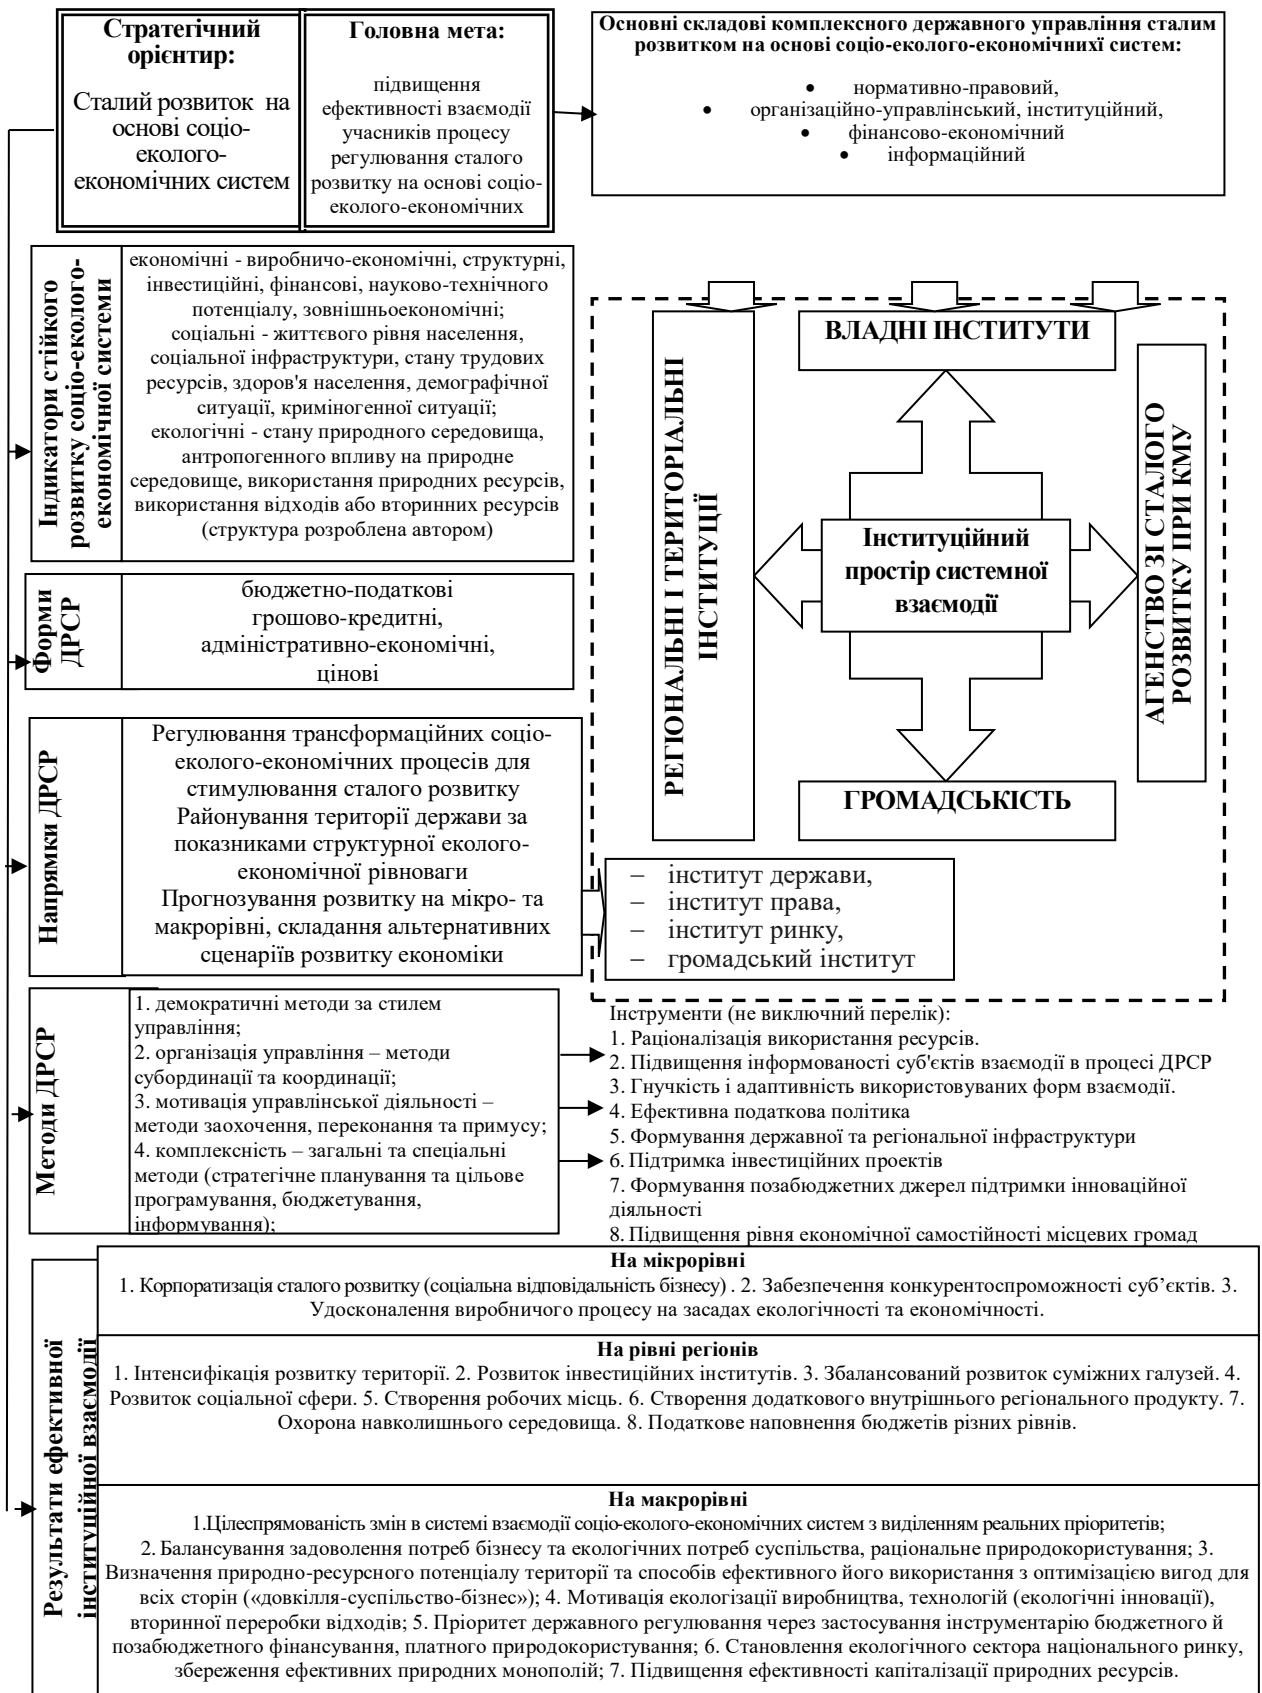 Стратегічний
орієнтир:
Сталий розвиток на
основі соціо-
еколого-
економічних систем
Головна мета:
підвищення
ефективності взаємодії
учасників процесу
регулювання сталого
розвитку на основі соціо-
еколого-економічних
Основні складові комплексного державного управління сталим
розвитком на основі соціо-еколого-економічнихї систем:
• нормативно-правовий,
• організаційно-управлінський, інституційний,
• фінансово-економічний
• інформаційний
Індикатори стійкого
розвитку соціо-еколого-
економічної системи
економічні - виробничо-економічні, структурні,
інвестиційні, фінансові, науково-технічного
потенціалу, зовнішньоекономічні;
соціальні - життєвого рівня населення,
соціальної інфраструктури, стану трудових
ресурсів, здоров'я населення, демографічної
ситуації, криміногенної ситуації;
екологічні - стану природного середовища,
антропогенного впливу на природне
середовище, використання природних ресурсів,
використання відходів або вторинних ресурсів
(структура розроблена автором)
РЕГІОНАЛЬНІ І ТЕРИТОРІАЛЬНІ
ІНСТИТУЦІЇ
ВЛАДНІ ІНСТИТУТИ
Інституційний
простір системної
взаємодії
АГЕНСТВО ЗІ СТАЛОГО
РОЗВИТКУ ПРИ КМУ
ГРОМАДСЬКІСТЬ
Форми
ДРСР
бюджетно-податкові
грошово-кредитні,
адміністративно-економічні,
цінові
Напрямки ДРСР
Регулювання трансформаційних соціо-
еколого-економічних процесів для
стимулювання сталого розвитку
Районування території держави за
показниками структурної еколого-
економічної рівноваги
Прогнозування розвитку на мікро- та
макрорівні, складання альтернативних
сценаріїв розвитку економіки
– інститут держави,
– інститут права,
– інститут ринку,
– громадський інститут
Методи ДРСР
1. демократичні методи за стилем
управління;
2. організація управління – методи
субординації та координації;
3. мотивація управлінської діяльності –
методи заохочення, переконання та примусу;
4. комплексність – загальні та спеціальні
методи (стратегічне планування та цільове
програмування, бюджетування,
інформування);
Інструменти (не виключний перелік):
1. Раціоналізація використання ресурсів.
2. Підвищення інформованості суб'єктів взаємодії в процесі ДРСР
3. Гнучкість і адаптивність використовуваних форм взаємодії.
4. Ефективна податкова політика
5. Формування державної та регіональної інфраструктури
6. Підтримка інвестиційних проектів
7. Формування позабюджетних джерел підтримки інноваційної
діяльності
8. Підвищення рівня економічної самостійності місцевих громад
Результати ефективної
інституційної взаємодії
На мікрорівні
1. Корпоратизація сталого розвитку (соціальна відповідальність бізнесу) . 2. Забезпечення конкурентоспроможності суб’єктів. 3.
Удосконалення виробничого процесу на засадах екологічності та економічності.
На рівні регіонів
1. Інтенсифікація розвитку території. 2. Розвиток інвестиційних інститутів. 3. Збалансований розвиток суміжних галузей. 4.
Розвиток соціальної сфери. 5. Створення робочих місць. 6. Створення додаткового внутрішнього регіонального продукту. 7.
Охорона навколишнього середовища. 8. Податкове наповнення бюджетів різних рівнів.
На макрорівні
1.Цілеспрямованість змін в системі взаємодії соціо-еколого-економічних систем з виділенням реальних пріоритетів;
2. Балансування задоволення потреб бізнесу та екологічних потреб суспільства, раціональне природокористування; 3.
Визначення природно-ресурсного потенціалу території та способів ефективного його використання з оптимізацією вигод для
всіх сторін («довкілля-суспільство-бізнес»); 4. Мотивація екологізації виробництва, технологій (екологічні інновації),
вторинної переробки відходів; 5. Пріоритет державного регулювання через застосування інструментарію бюджетного й
позабюджетного фінансування, платного природокористування; 6. Становлення екологічного сектора національного ринку,
збереження ефективних природних монополій; 7. Підвищення ефективності капіталізації природних ресурсів.